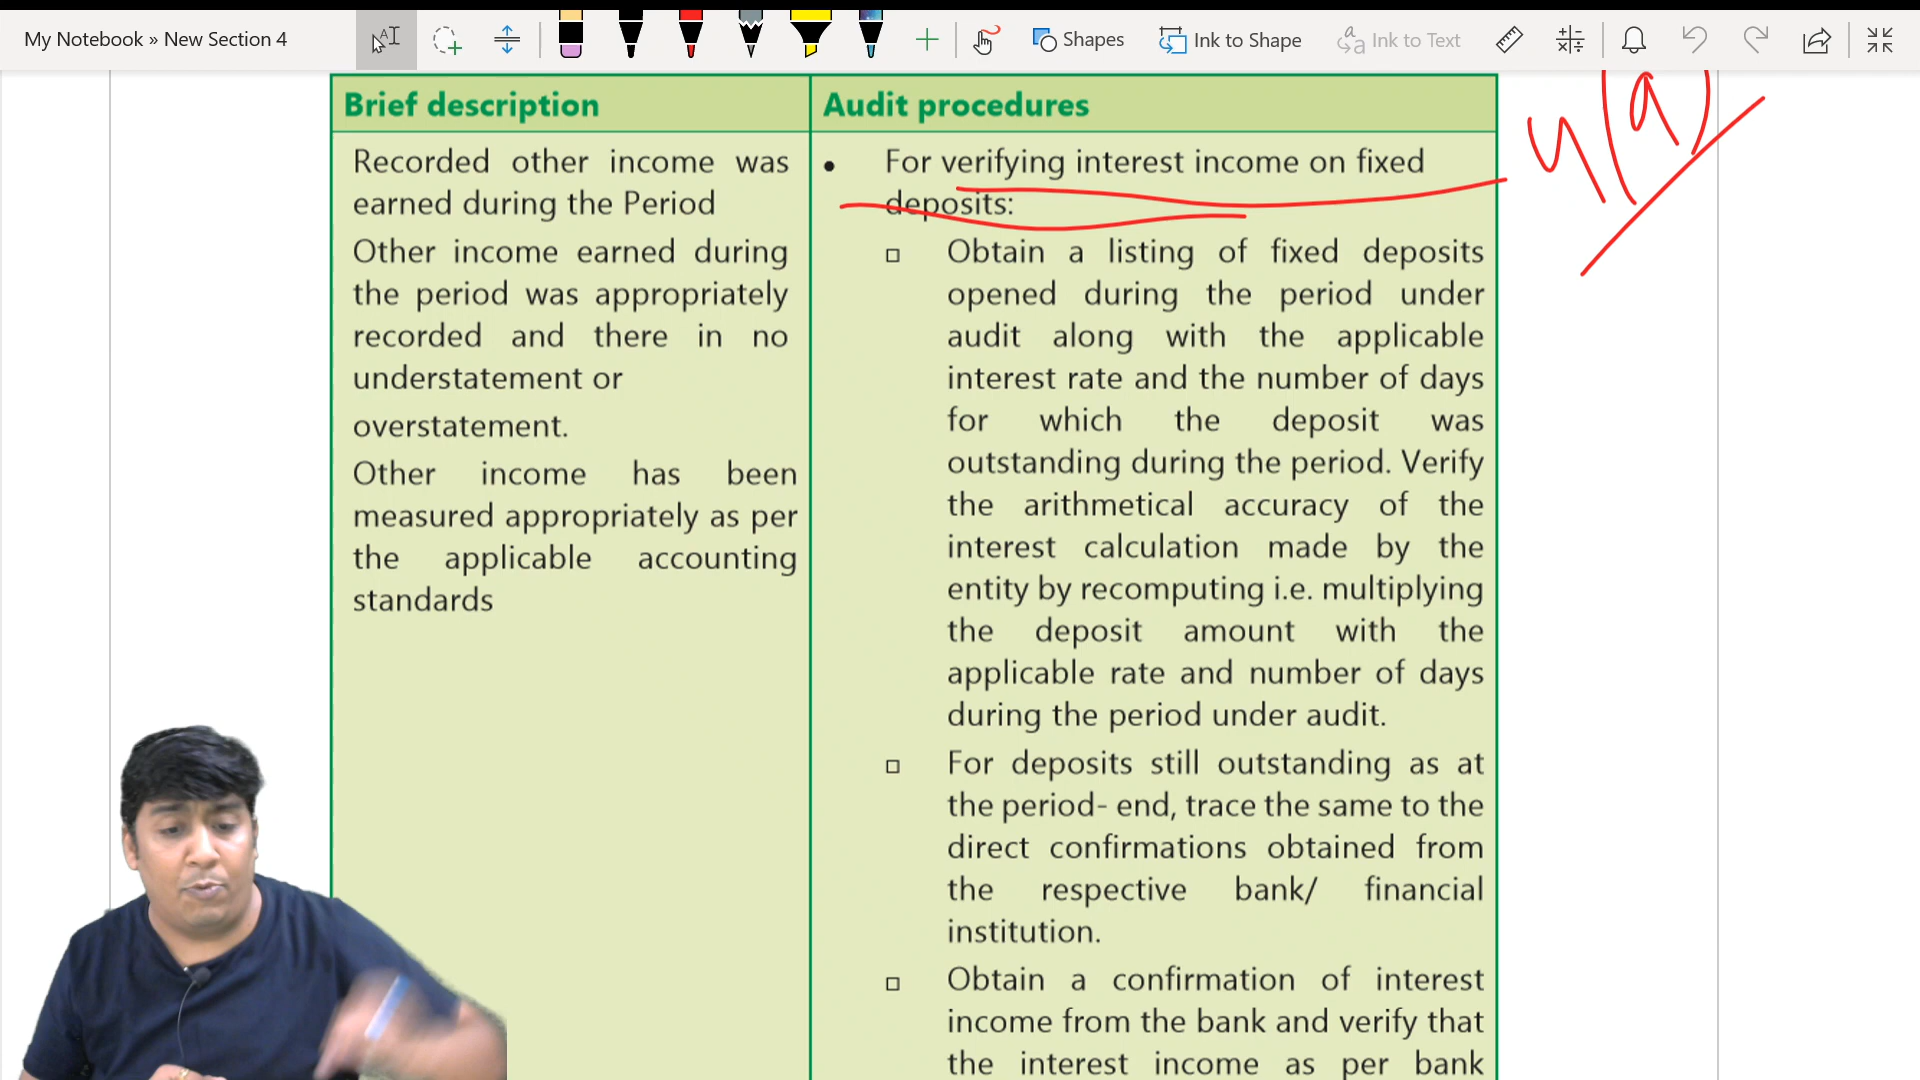 My Notebook » New Section 4
Shapes
Ink to Shape
Ink to Text
Brief description
Audit procedures
Recorded other income was
earned during the Period
Other income earned during
the period was appropriately
recorded and there in no
understatement or
overstatement.
Other income has been
measured appropriately as per
the applicable accounting
standards
• For verifying interest income on fixed
deposits:
Obtain a listing of fixed deposits
opened during the period under
audit along with the applicable
interest rate and the number of days
for which the deposit was
outstanding during the period. Verify
the arithmetical accuracy of the
interest calculation made by the
entity by recomputing i.e. multiplying
the deposit amount with the
applicable rate and number of days
during the period under audit.
For deposits still outstanding as at
the period- end, trace the same to the
direct confirmations obtained from
the respective bank/ financial
institution.
Obtain a confirmation of interest
income from the bank and verify that
the interest income as per bank